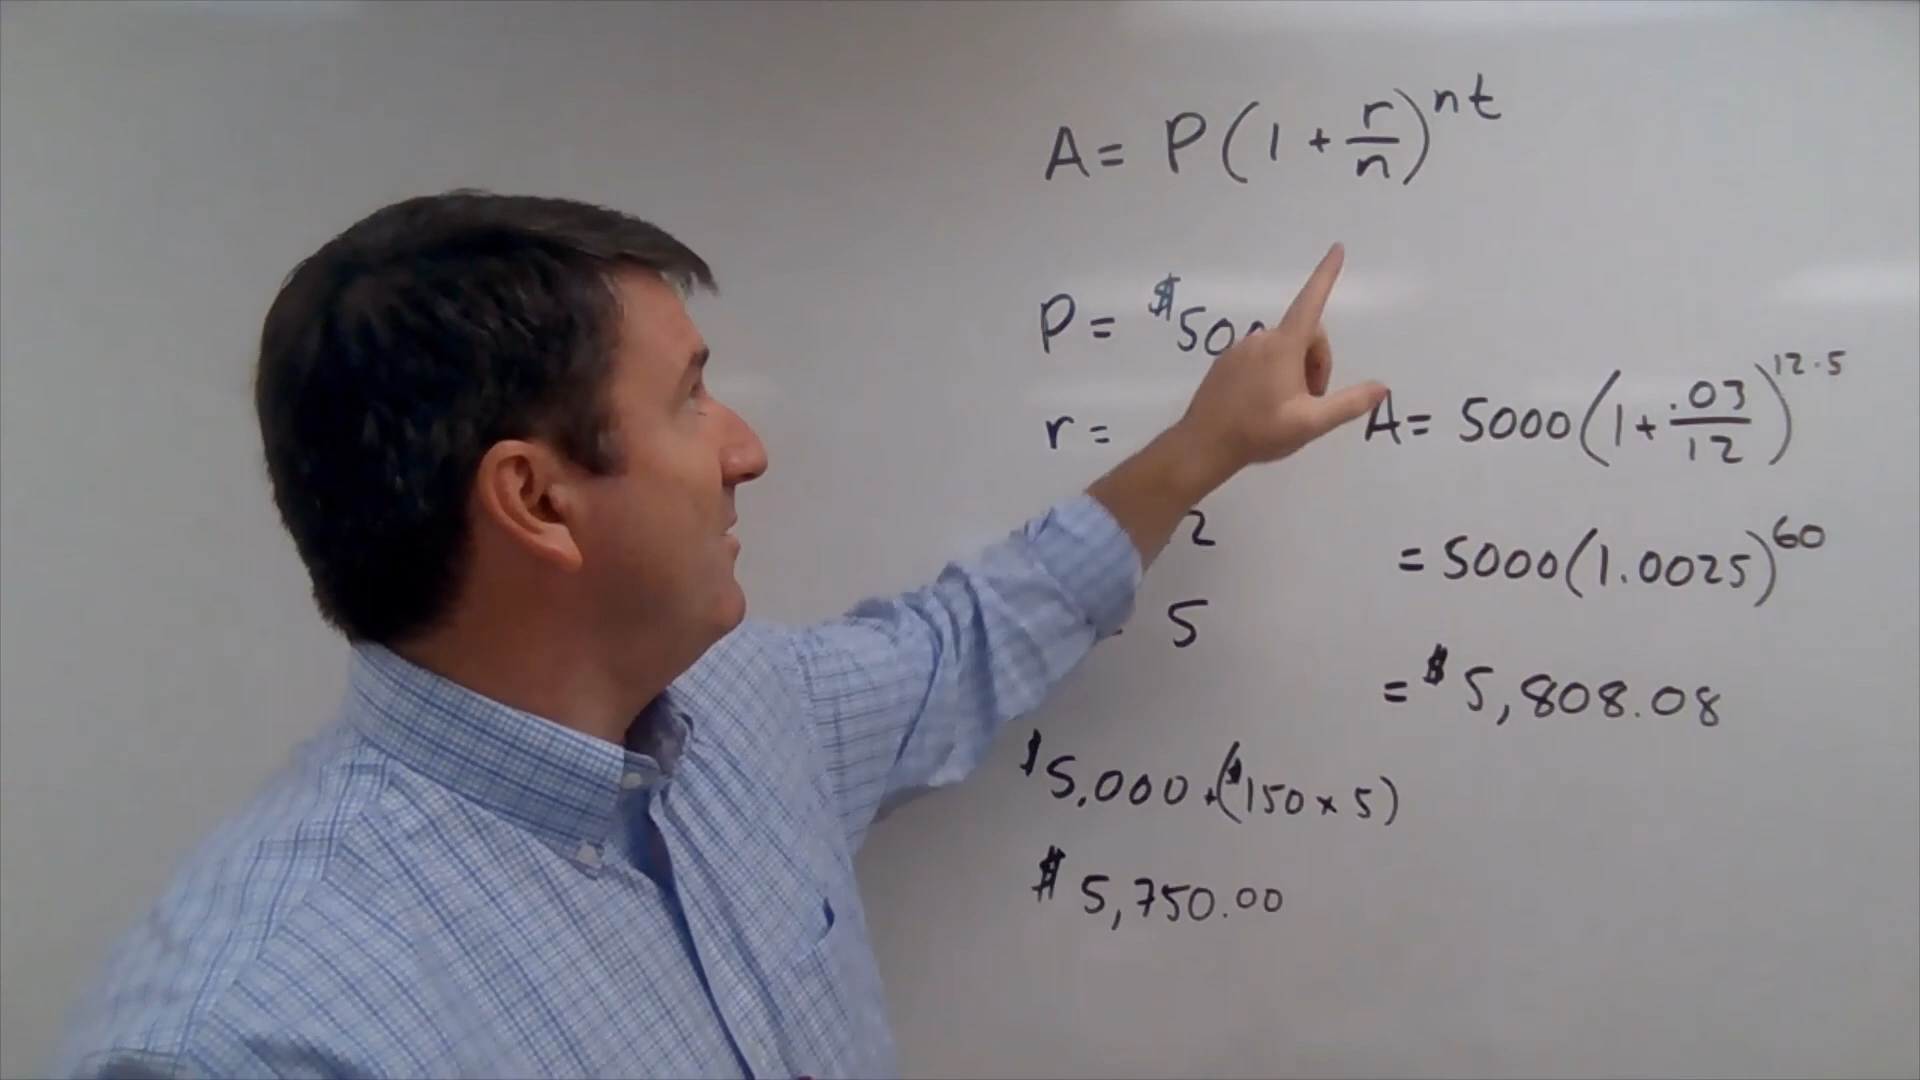 A = P(1 + r/n)^nt
P = $500
r =
2
5
A = 5000(1 + .03/12)^12·5
= 5000(1.0025)^60
= $5,808.08
$5,000 + ($150 x 5)
$5,750.00